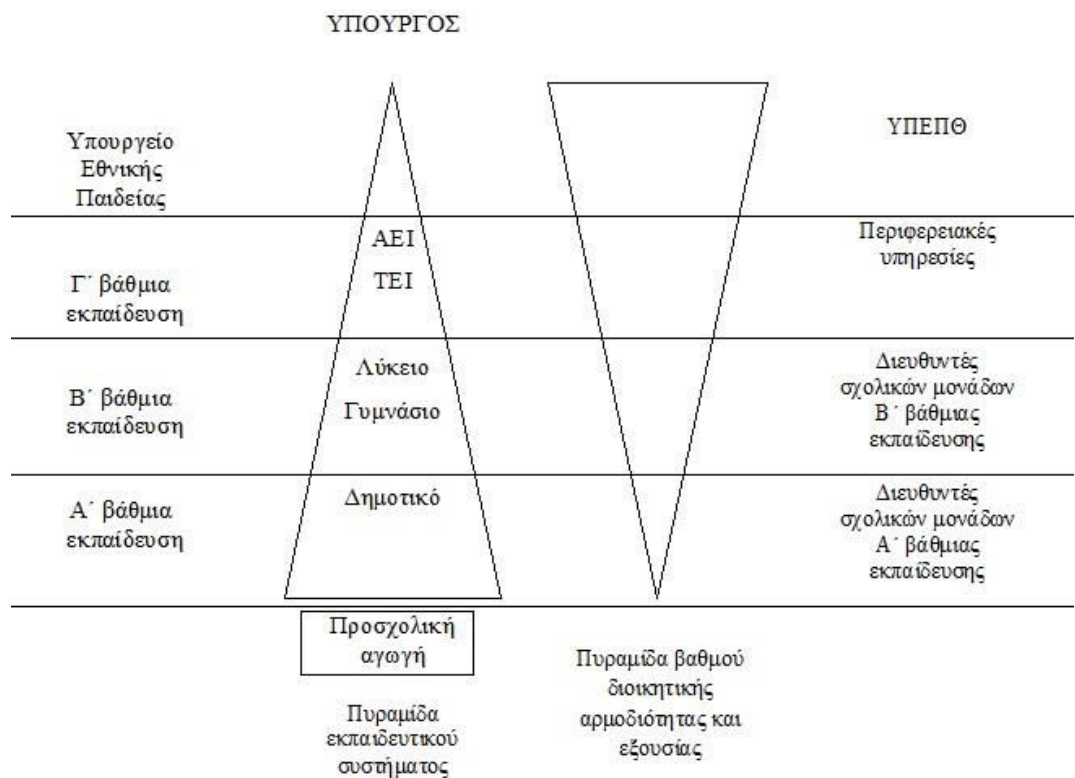 ΥΠΟΥΡΓΟΣ
Υπουργείο
Εθνικής
Παιδείας
ΥΠΕΠΘ
ΑΕΙ
ΤΕΙ
Γ΄ βάθμια
εκπαίδευση
Περιφερειακές
υπηρεσίες
Λύκειο
Γυμνάσιο
Β΄ βάθμια
εκπαίδευση
Διευθυντές
σχολικών μονάδων
Β΄ βάθμιας
εκπαίδευσης
Δημοτικό
Α΄ βάθμια
εκπαίδευση
Διευθυντές
σχολικών μονάδων
Α΄ βάθμιας
εκπαίδευσης
Προσχολική
αγωγή
Πυραμίδα
εκπαιδευτικού
συστήματος
Πυραμίδα βαθμού
διοικητικής
αρμοδιότητας και
εξουσίας